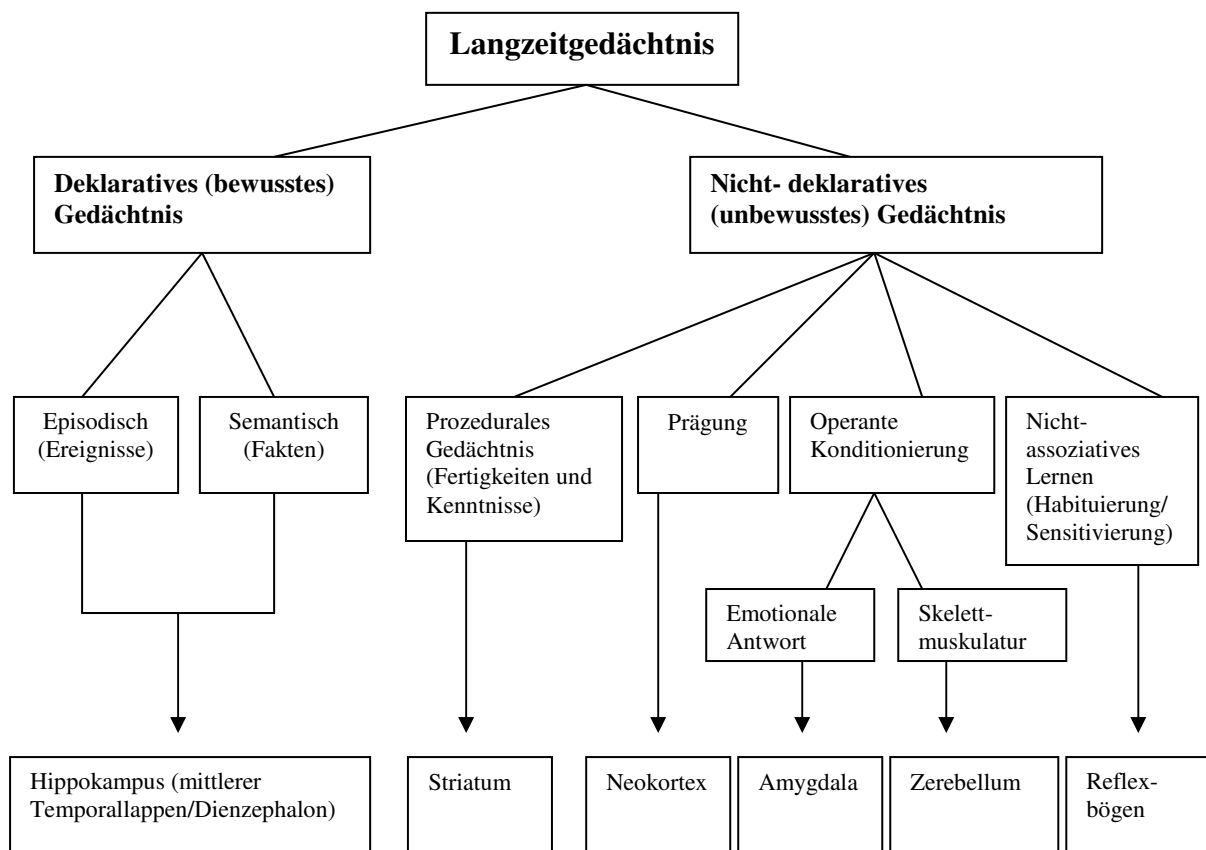 Langzeitgedächtnis
Deklaratives (bewusstes)
Gedächtnis
Nicht- deklaratives
(unbewusstes) Gedächtnis
Episodisch
(Ereignisse)
Semantisch
(Fakten)
Prozedurales
Gedächtnis
(Fertigkeiten und
Kenntnisse)
Prägung
Operante
Konditionierung
Nicht-
assoziatives
Lernen
(Habituierung/
Sensitivierung)
Emotionale
Antwort
Skelett-
muskulatur
Hippokampus (mittlerer
Temporallappen/Dienzephalon)
Striatum
Neokortex
Amygdala
Zerebellum
Reflex-
bögen